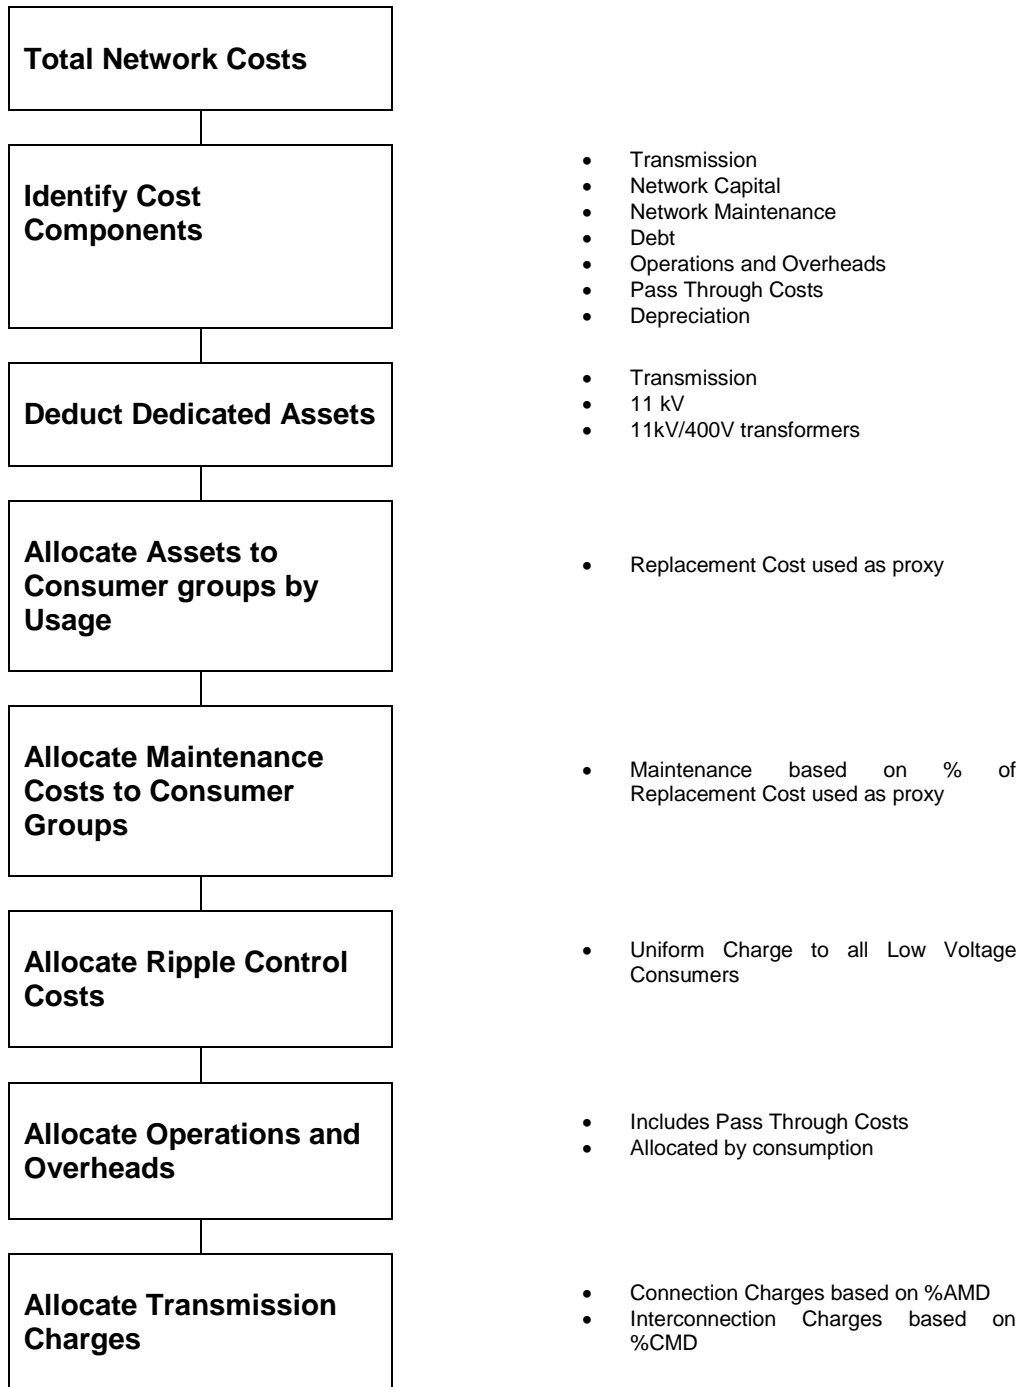 Total Network Costs
Identify Cost
Components
• Transmission
• Network Capital
• Network Maintenance
• Debt
• Operations and Overheads
• Pass Through Costs
• Depreciation
Deduct Dedicated Assets
• Transmission
• 11 kV
• 11kV/400V transformers
Allocate Assets to
Consumer groups by
Usage
• Replacement Cost used as proxy
Allocate Maintenance
Costs to Consumer
Groups
• Maintenance based on % of
Replacement Cost used as proxy
Allocate Ripple Control
Costs
• Uniform Charge to all Low Voltage
Consumers
Allocate Operations and
Overheads
• Includes Pass Through Costs
• Allocated by consumption
Allocate Transmission
Charges
• Connection Charges based on %AMD
• Interconnection Charges based on
%CMD